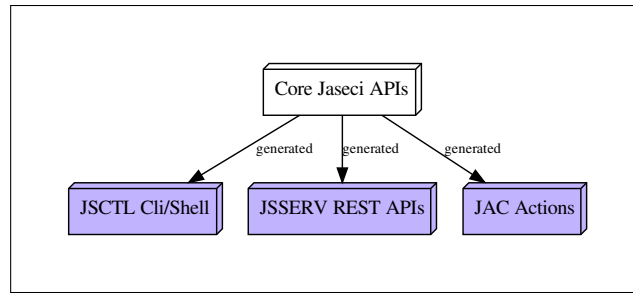 Core Jaseci APIs
generated
generated
generated
JSCTL Cli/Shell
JSSERV REST APIs
JAC Actions